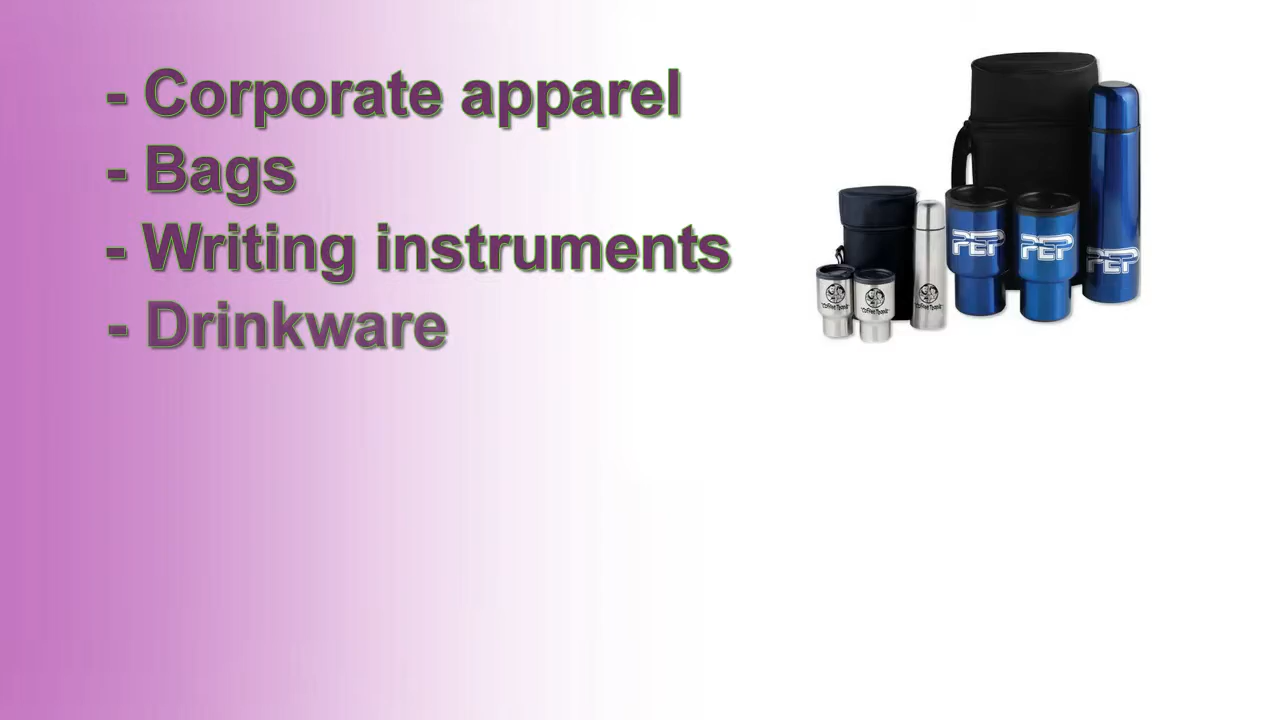 - Corporate apparel
- Bags
- Writing instruments
- Drinkware
PEP
PEP
PEP